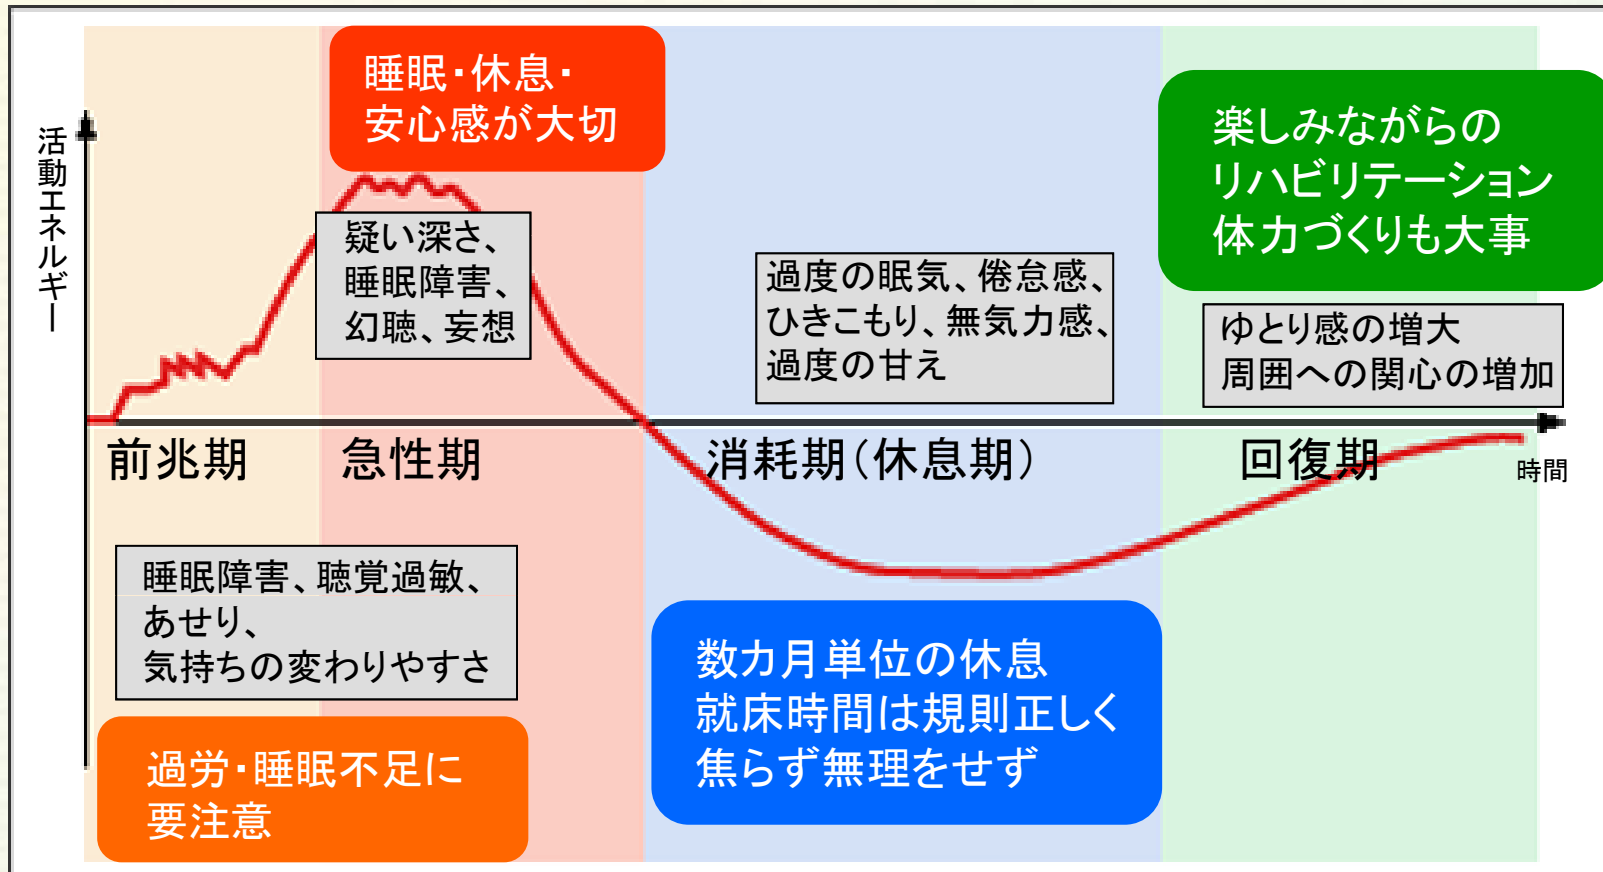 活動エネルギー
睡眠・休息・
安心感が大切
疑い深さ、
睡眠障害、
幻聴、妄想
過度の眠気、倦怠感、
ひきこもり、無気力感、
過度の甘え
楽しみながらの
リハビリテーション
体力づくりも大事
ゆとり感の増大
周囲への関心の増加
前兆期
急性期
消耗期(休息期)
回復期
時間
睡眠障害、聴覚過敏、
あせり、
気持ちの変わりやすさ
過労・睡眠不足に
要注意
数カ月単位の休息
就床時間は規則正しく
焦らず無理をせず